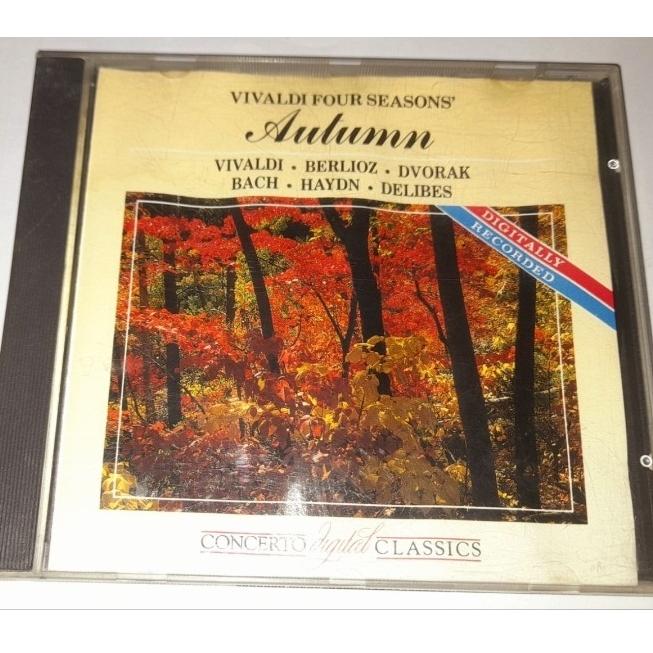 VIVALDI FOUR SEASONS'
Autumn
VIVALDI • BERLIOZ • DVORAK
BACH • HAYDN • DELIBES
DIGITALLY
RECORDED
CONCERTO digital CLASSICS